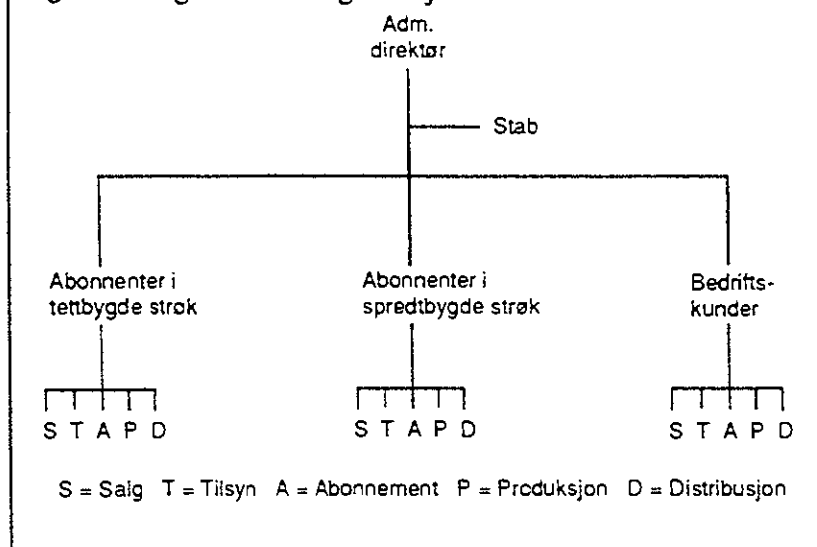 Adm.
direktør
Stab
Abonnenter i
tettbygde strøk
Abonnenter i
spredtbygde strøk
Bedrifts-
kunder
S T A P D
S T A P D
S T A P D
S = Salg T = Tilsyn A = Abonnement P = Produksjon D = Distribusjon